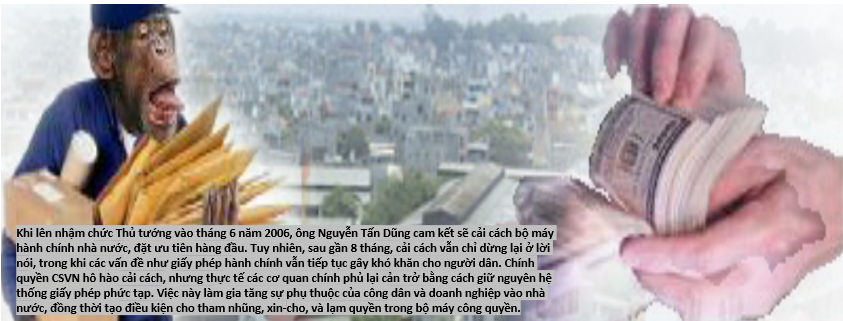 Khi lên nhậm chức Thủ tướng vào tháng 6 năm 2006, ông Nguyễn Tấn Dũng cam kết sẽ cải cách bộ máy
hành chính nhà nước, đặt ưu tiên hàng đầu. Tuy nhiên, sau gần 8 tháng, cải cách vẫn chỉ dừng lại ở lời
nói, trong khi các vấn đề như giấy phép hành chính vẫn tiếp tục gây khó khăn cho người dân. Chính
quyền CSVN hô hào cải cách, nhưng thực tế các cơ quan chính phủ lại cản trở bằng cách giữ nguyên hệ
thống giấy phép phức tạp. Việc này làm gia tăng sự phụ thuộc của công dân và doanh nghiệp vào nhà
nước, đồng thời tạo điều kiện cho tham nhũng, xin-cho, và lạm quyền trong bộ máy công quyền.